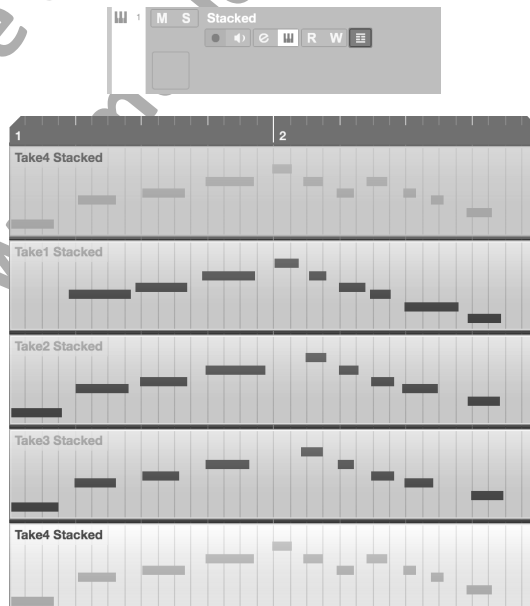 1 M S Stacked
e R W
1 2
Take4 Stacked
Take1 Stacked
Take2 Stacked
Take3 Stacked
Take4 Stacked